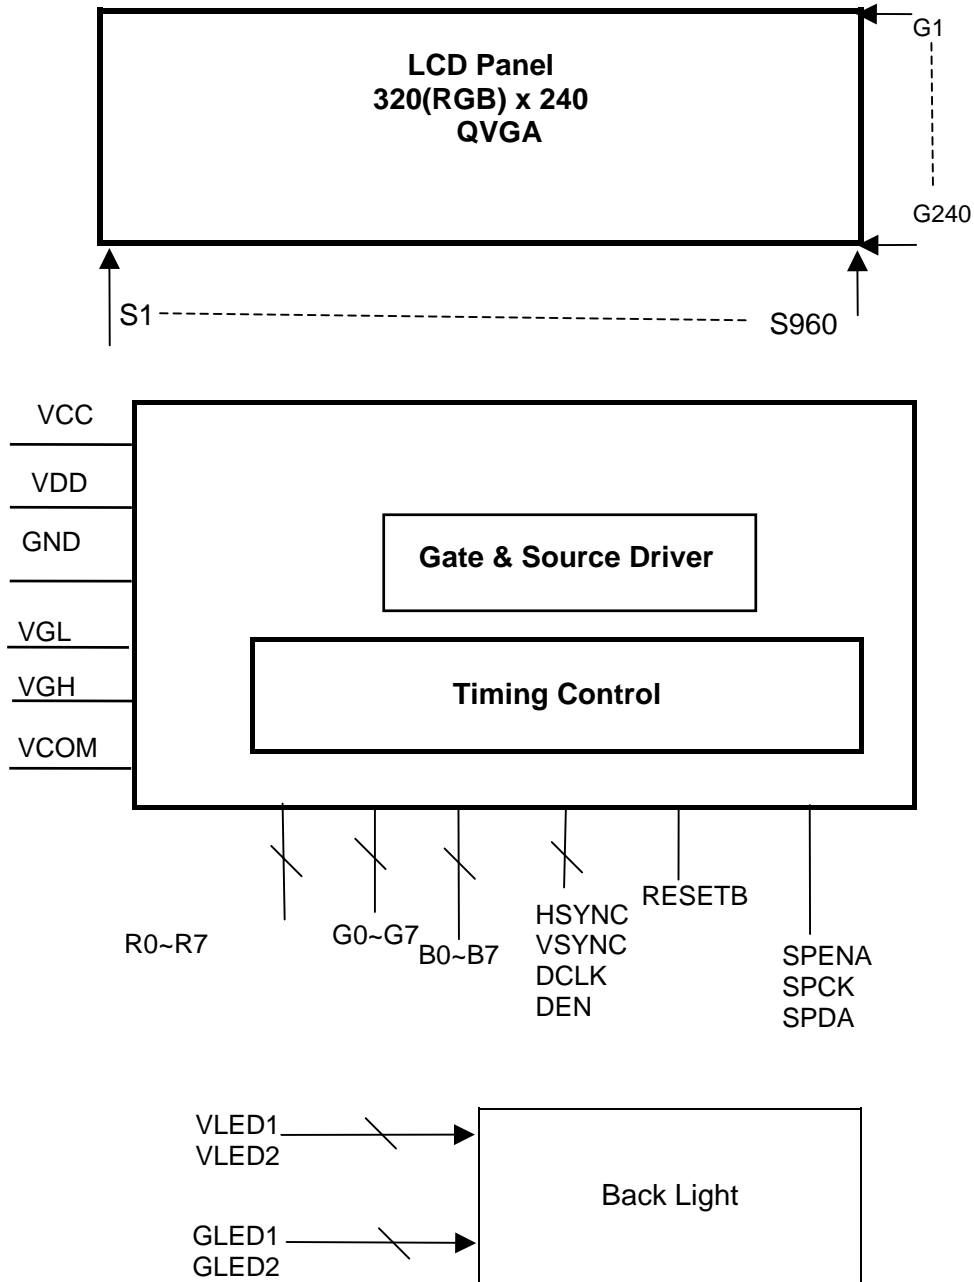 LCD Panel
320(RGB) x 240
QVGA
G1
G240
S1
S960
VCC
VDD
GND
VGL
VGH
VCOM
Gate & Source Driver
Timing Control
R0~R7
G0~G7
B0~B7
HSYNC
VSYNC
DCLK
DEN
RESETB
SPENA
SPCK
SPDA
VLED1
VLED2
GLED1
GLED2
Back Light